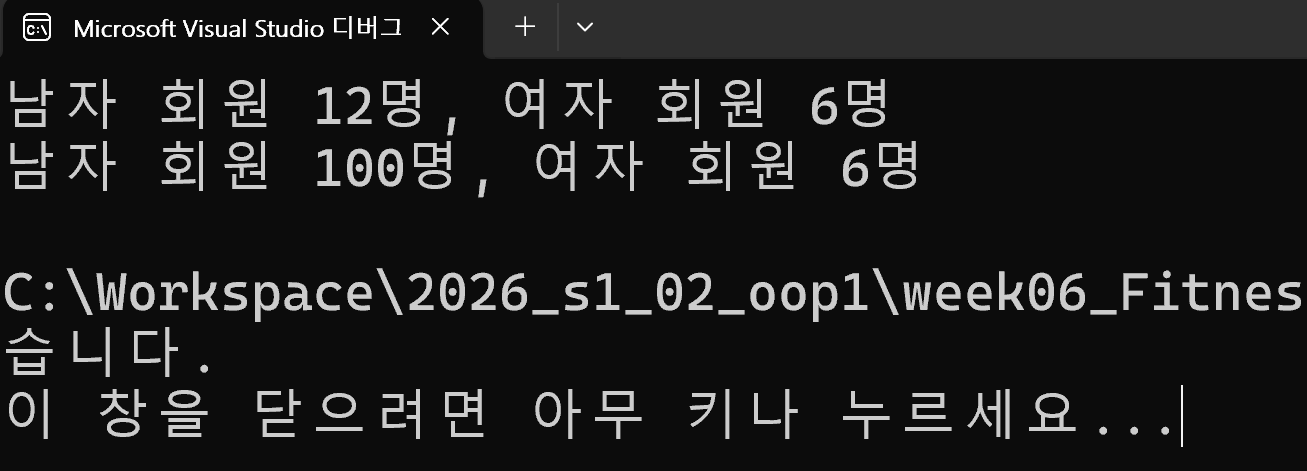 Microsoft Visual Studio 디버그
남자 회원 12명, 여자 회원 6명
남자 회원 100명, 여자 회원 6명
C:\Workspace\2026_s1_02_oop1\week06_Fitnes
습니다.
이 창을 닫으려면 아무 키나 누르세요...